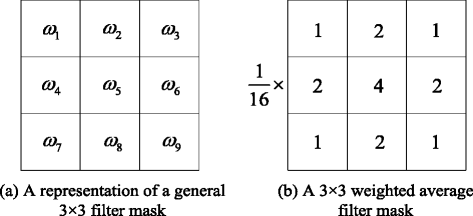 ω₁ ω₂ ω₃ 1 2 1
ω₄ ω₅ ω₆ 1/16 × 2 4 2
ω₇ ω₈ ω₉ 1 2 1
(a) A representation of a general (b) A 3×3 weighted average
3×3 filter mask filter mask